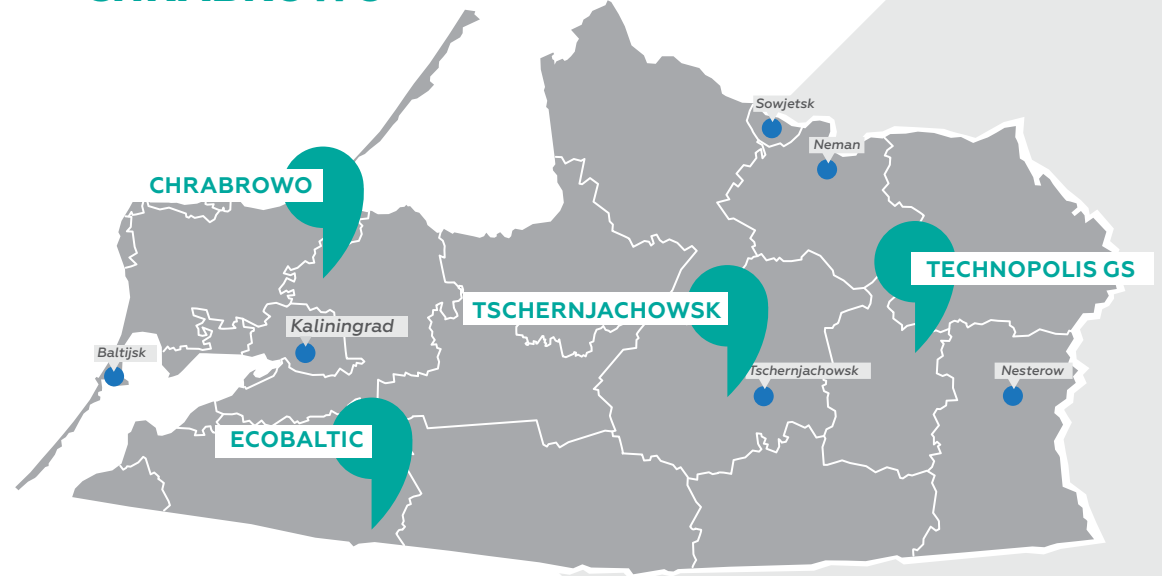 Sowjetsk
Neman
CHRABROWO
TECHNOPOLIS GS
TSCHERNJACHOWSK
Kaliningrad
Baltijsk
Tschernjachowsk
Nesterow
ECOBALTIC